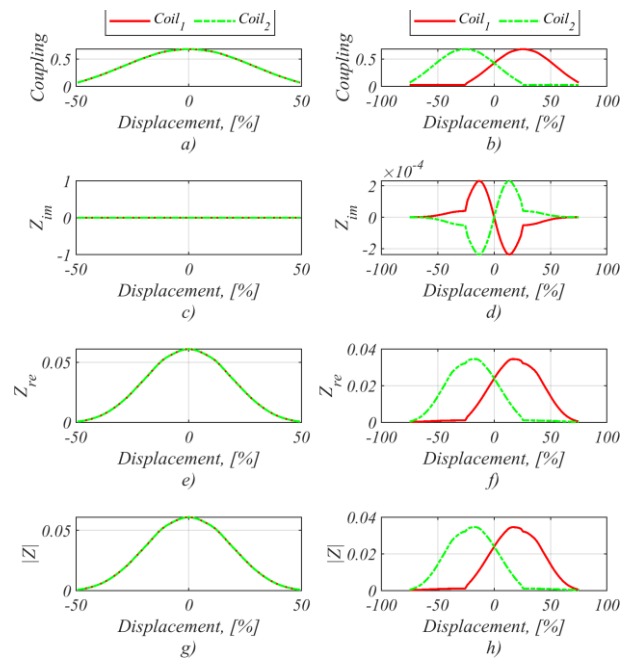 Coil1 Coil2
Coil1 Coil2
Coupling
0.5
0
-50 0 50
Displacement, [%]
a)
Coupling
0.5
0
-100 -50 0 50 100
Displacement, [%]
b)
Zim
1
0
-1
-50 0 50
Displacement, [%]
c)
Zim
×10-4
2
0
-2
-100 -50 0 50 100
Displacement, [%]
d)
Zre
0.05
0
-50 0 50
Displacement, [%]
e)
Zre
0.04
0.02
0
-100 -50 0 50 100
Displacement, [%]
f)
|Z|
0.05
0
-50 0 50
Displacement, [%]
g)
|Z|
0.04
0.02
0
-100 -50 0 50 100
Displacement, [%]
h)